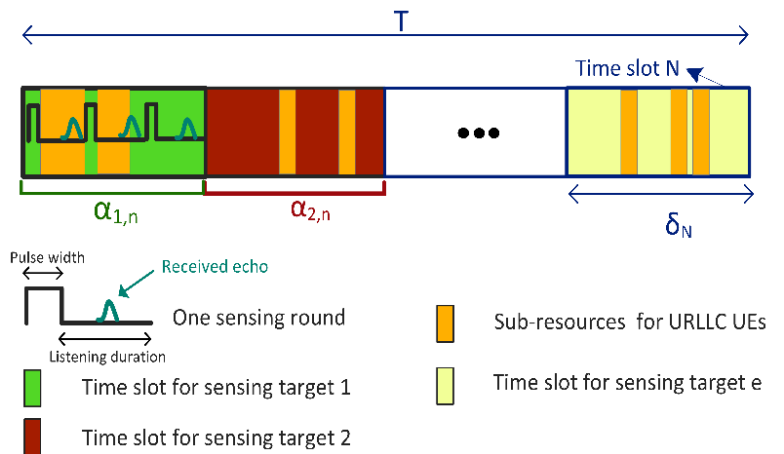 T
Time slot N
α1,n
α2,n
δN
Pulse width
Received echo
One sensing round
Listening duration
Sub-resources for URLLC UEs
Time slot for sensing target 1
Time slot for sensing target e
Time slot for sensing target 2